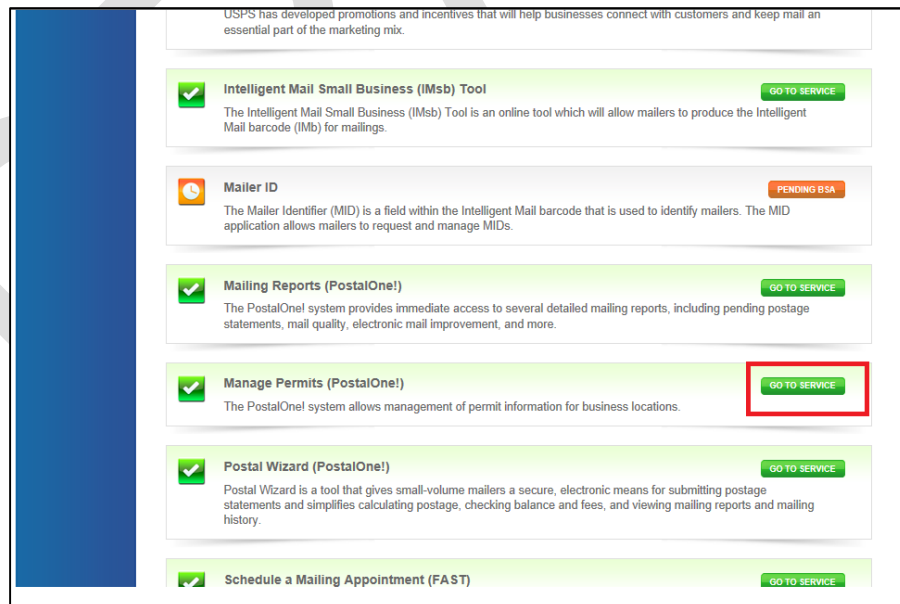 USPS has developed promotions and incentives that will help businesses connect with customers and keep mail an
essential part of the marketing mix.
Intelligent Mail Small Business (IMsb) Tool
GO TO SERVICE
The Intelligent Mail Small Business (IMsb) Tool is an online tool which will allow mailers to produce the Intelligent
Mail barcode (IMb) for mailings.
Mailer ID
PENDING BSA
The Mailer Identifier (MID) is a field within the Intelligent Mail barcode that is used to identify mailers. The MID
application allows mailers to request and manage MIDs.
Mailing Reports (PostalOne!)
GO TO SERVICE
The PostalOne! system provides immediate access to several detailed mailing reports, including pending postage
statements, mail quality, electronic mail improvement, and more.
Manage Permits (PostalOne!)
GO TO SERVICE
The PostalOne! system allows management of permit information for business locations.
Postal Wizard (PostalOne!)
GO TO SERVICE
Postal Wizard is a tool that gives small-volume mailers a secure, electronic means for submitting postage
statements and simplifies calculating postage, checking balance and fees, and viewing mailing reports and mailing
history.
Schedule a Mailing Appointment (FAST)
GO TO SERVICE